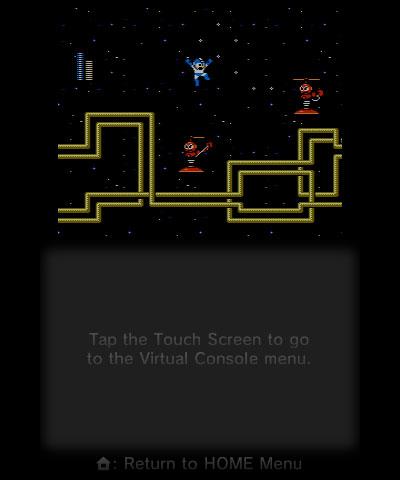 Tap the Touch Screen to go
to the Virtual Console menu.
: Return to HOME Menu